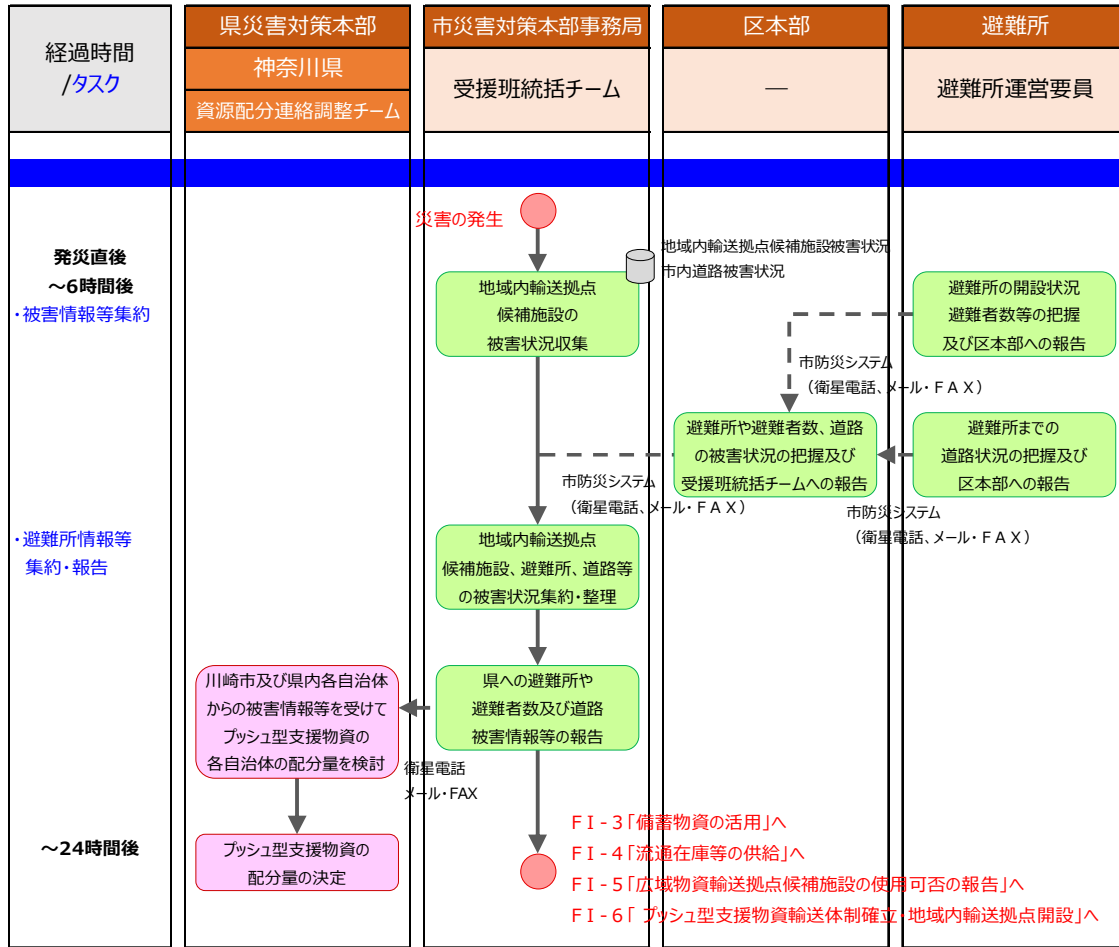 経過時間
/タスク
県災害対策本部
神奈川県
資源配分連絡調整チーム
市災害対策本部事務局
受援班統括チーム
区本部
―
避難所
避難所運営要員
災害の発生
発災直後
～6時間後
・被害情報等集約
地域内輸送拠点候補施設被害状況
市内道路被害状況
地域内輸送拠点
候補施設の
被害状況収集
避難所の開設状況
避難者数等の把握
及び区本部への報告
市防災システム
（衛星電話、メール・ＦＡＸ）
避難所や避難者数、道路
の被害状況の把握及び
受援班統括チームへの報告
避難所までの
道路状況の把握及び
区本部への報告
市防災システム
（衛星電話、メール・ＦＡＸ）
市防災システム
（衛星電話、メール・ＦＡＸ）
・避難所情報等
集約・報告
地域内輸送拠点
候補施設、避難所、道路等
の被害状況集約・整理
川崎市及び県内各自治体
からの被害情報等を受けて
プッシュ型支援物資の
各自治体の配分量を検討
県への避難所や
避難者数及び道路
被害情報等の報告
衛星電話
メール・FAX
～24時間後
プッシュ型支援物資の
配分量の決定
ＦＩ-３「備蓄物資の活用」へ
ＦＩ-４「流通在庫等の供給」へ
ＦＩ-５「広域物資輸送拠点候補施設の使用可否の報告」へ
ＦＩ-６「 プッシュ型支援物資輸送体制確立・地域内輸送拠点開設」へ